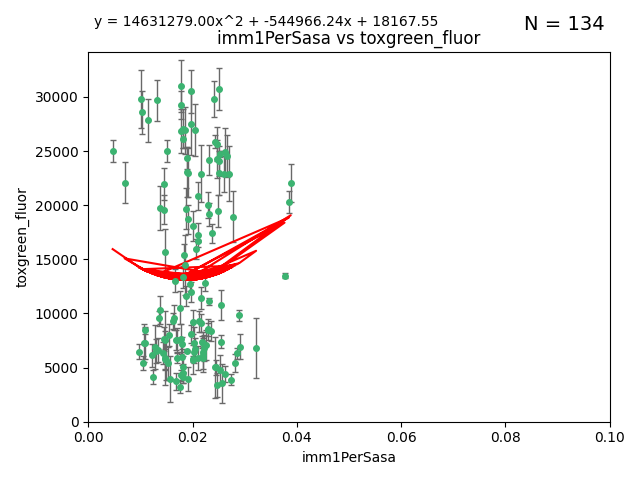 y = 14631279.00x^2 + -544966.24x + 18167.55
N = 134
imm1PerSasa vs toxgreen_fluor
30000
25000
20000
15000
10000
5000
0
toxgreen_fluor
0.00 0.02 0.04 0.06 0.08 0.10
imm1PerSasa